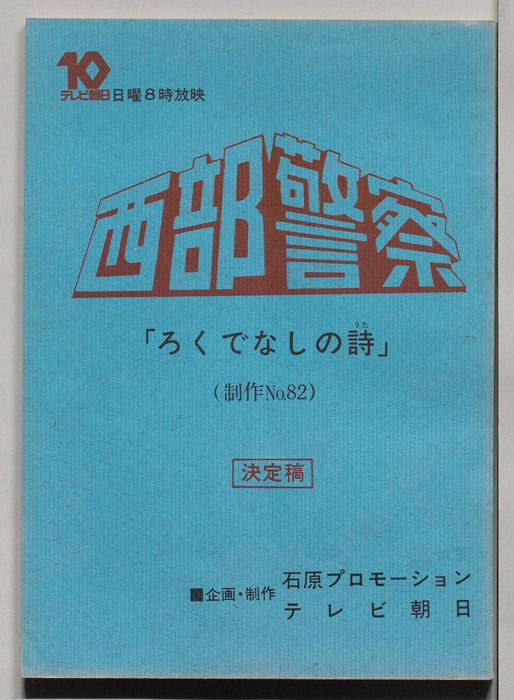 10
テレビ朝日 日曜8時放映
西部警察
うた
「ろくでなしの詩」
(制作No.82)
決定稿
■企画・制作 石原プロモーション
テレビ朝日